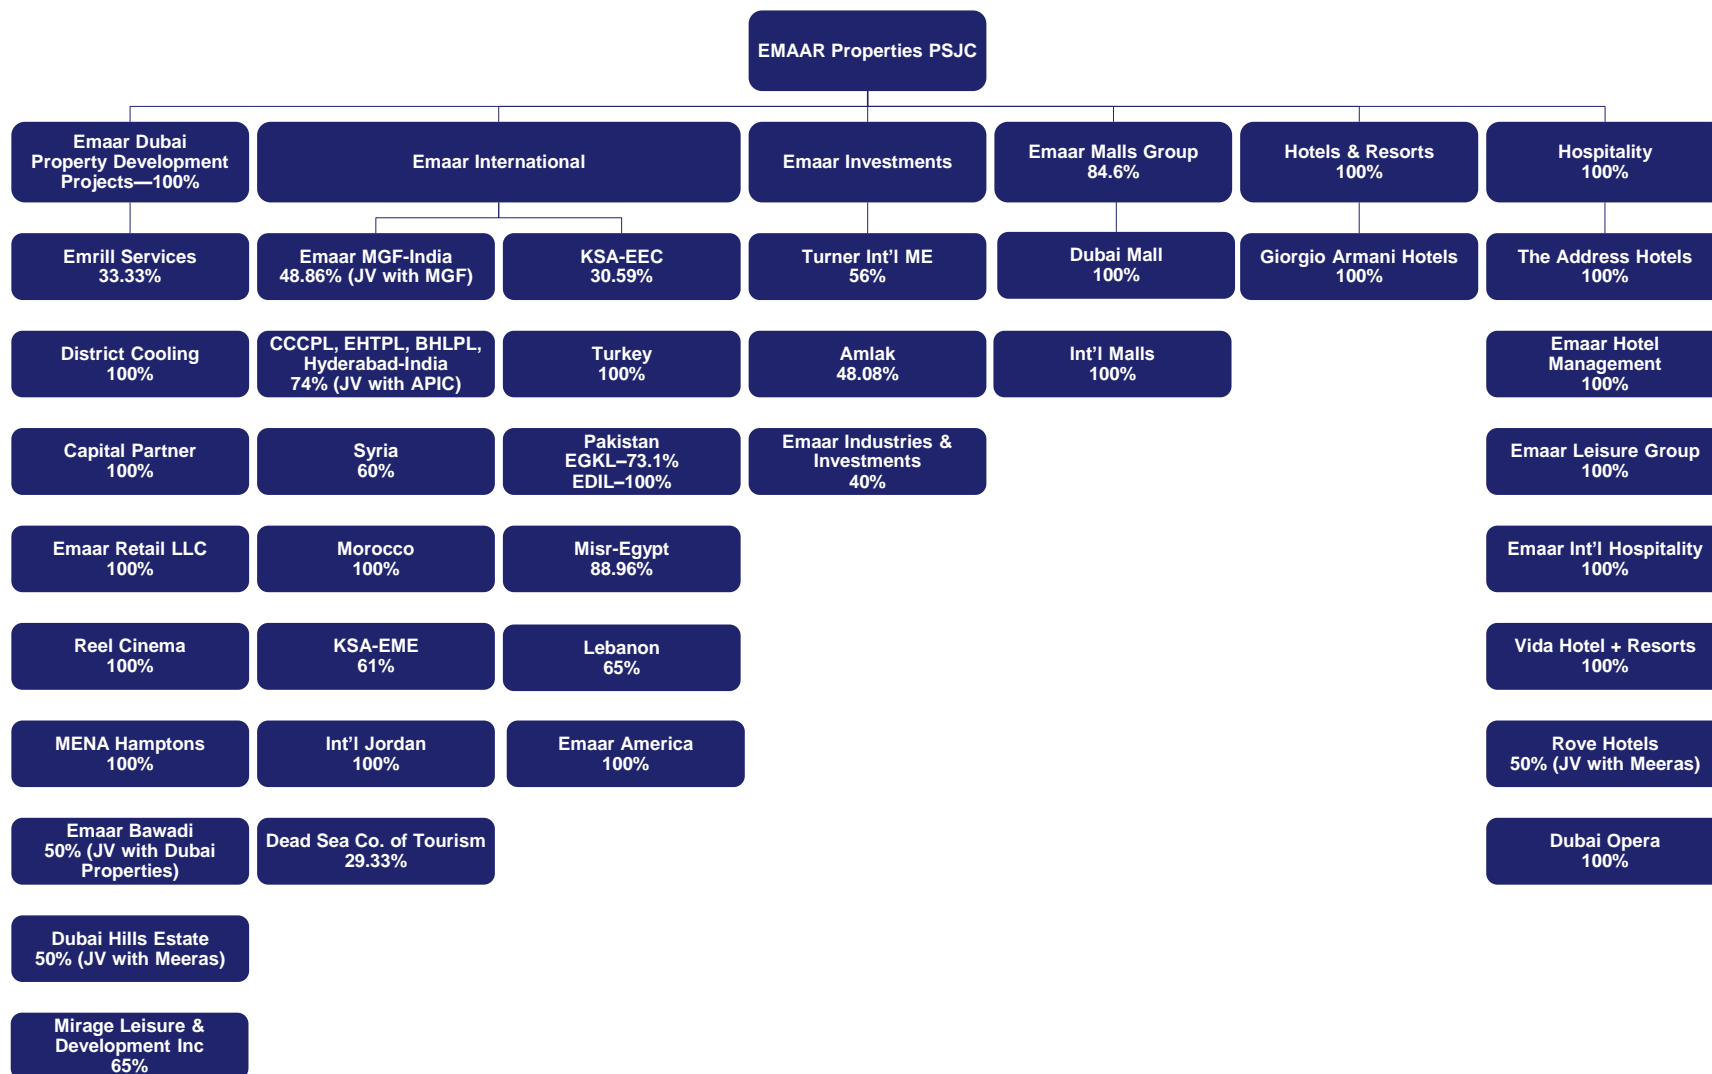 EMAAR Properties PSJC
Emaar Dubai
Property Development
Projects—100%
Emaar International
Emaar Investments
Emaar Malls Group
84.6%
Hotels & Resorts
100%
Hospitality
100%
Emrill Services
33.33%
Emaar MGF-India
48.86% (JV with MGF)
KSA-EEC
30.59%
Turner Int’l ME
56%
Dubai Mall
100%
Giorgio Armani Hotels
100%
The Address Hotels
100%
District Cooling
100%
CCCPL, EHTPL, BHLPL,
Hyderabad-India
74% (JV with APIC)
Turkey
100%
Amlak
48.08%
Int’l Malls
100%
Emaar Hotel
Management
100%
Capital Partner
100%
Syria
60%
Pakistan
EGKL–73.1%
EDIL–100%
Emaar Industries &
Investments
40%
Emaar Leisure Group
100%
Emaar Retail LLC
100%
Morocco
100%
Misr-Egypt
88.96%
Emaar Int’l Hospitality
100%
Reel Cinema
100%
KSA-EME
61%
Lebanon
65%
Vida Hotel + Resorts
100%
MENA Hamptons
100%
Int’l Jordan
100%
Emaar America
100%
Rove Hotels
50% (JV with Meeras)
Emaar Bawadi
50% (JV with Dubai
Properties)
Dead Sea Co. of Tourism
29.33%
Dubai Opera
100%
Dubai Hills Estate
50% (JV with Meeras)
Mirage Leisure &
Development Inc
65%